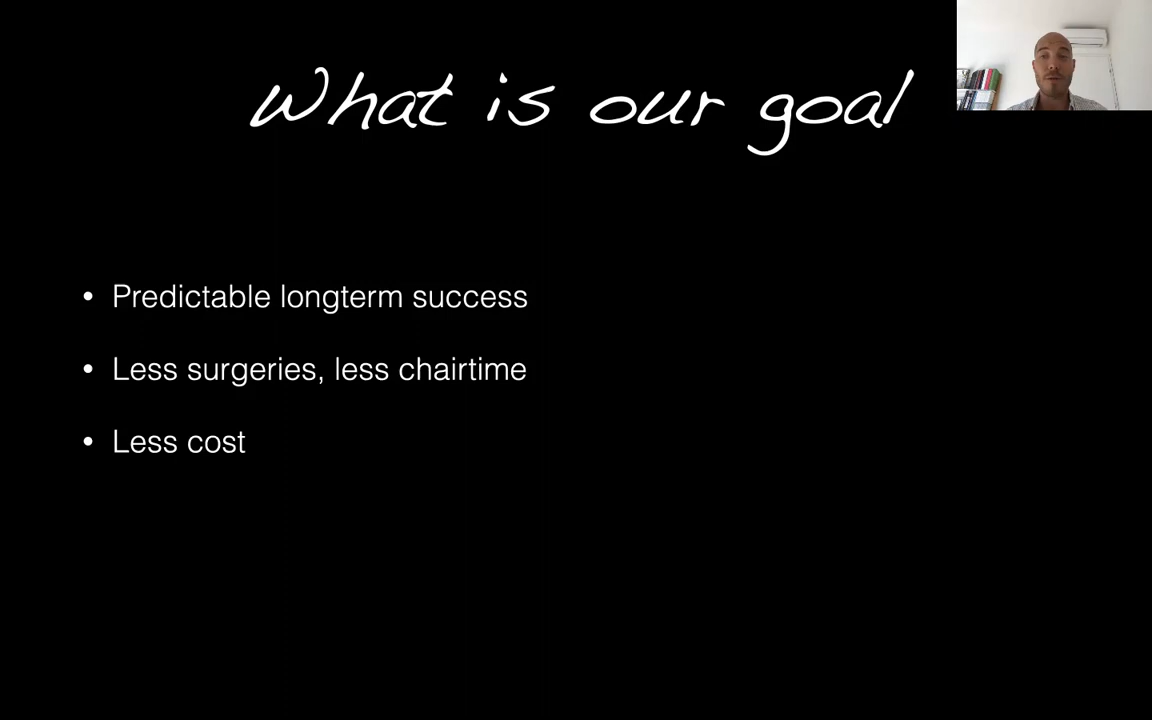 What is our goal
• Predictable longterm success
• Less surgeries, less chairtime
• Less cost